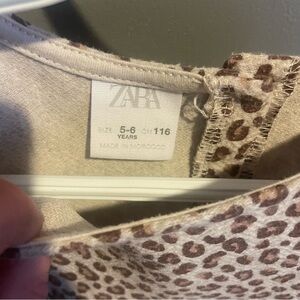 ZARA
SIZE 5-6 CM 116
YEARS
MADE IN MOROCCO